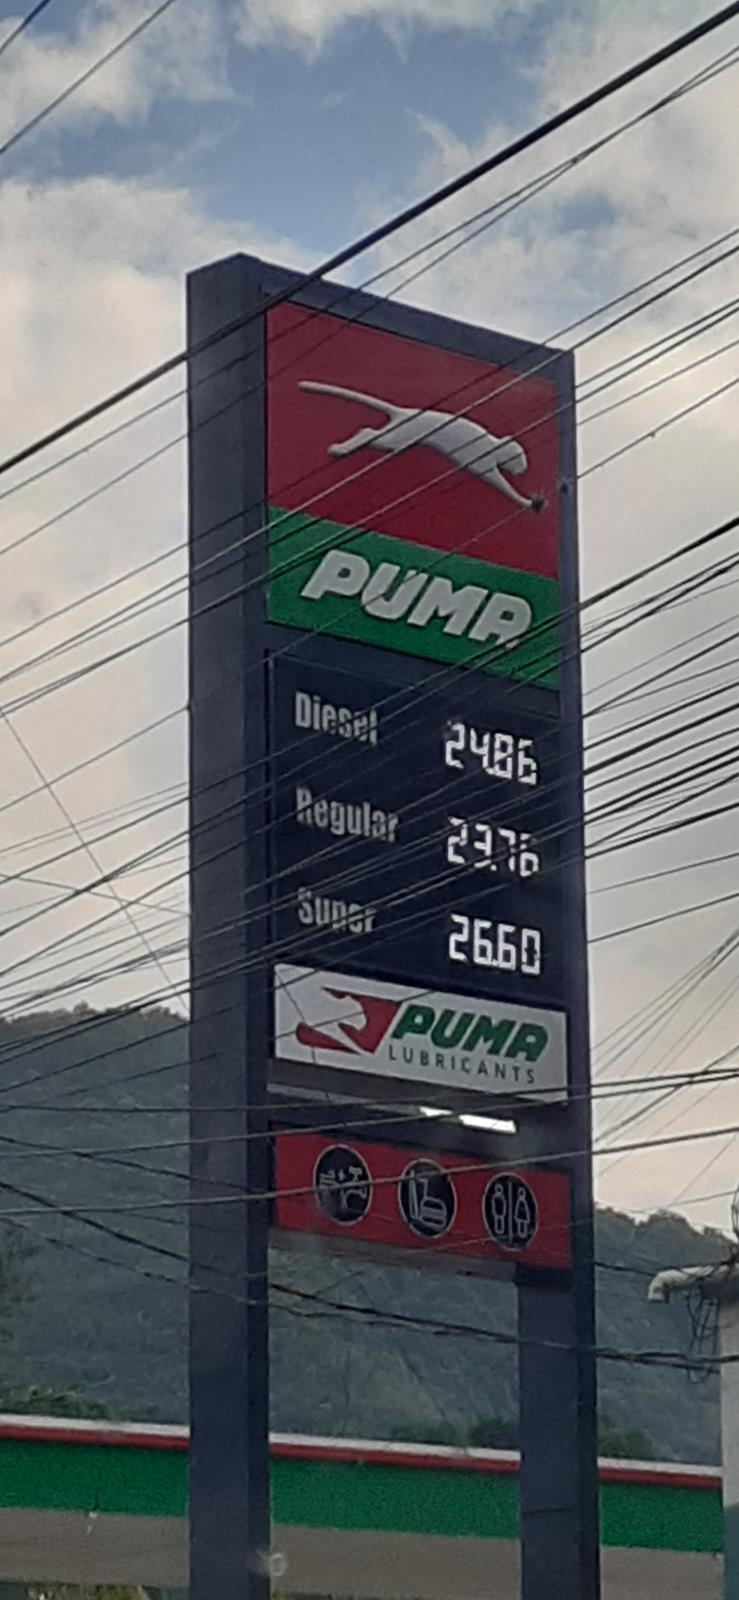 PUMA
Diesel 24.86
Regular 23.76
Super 26.60
PUMA
LUBRICANTS